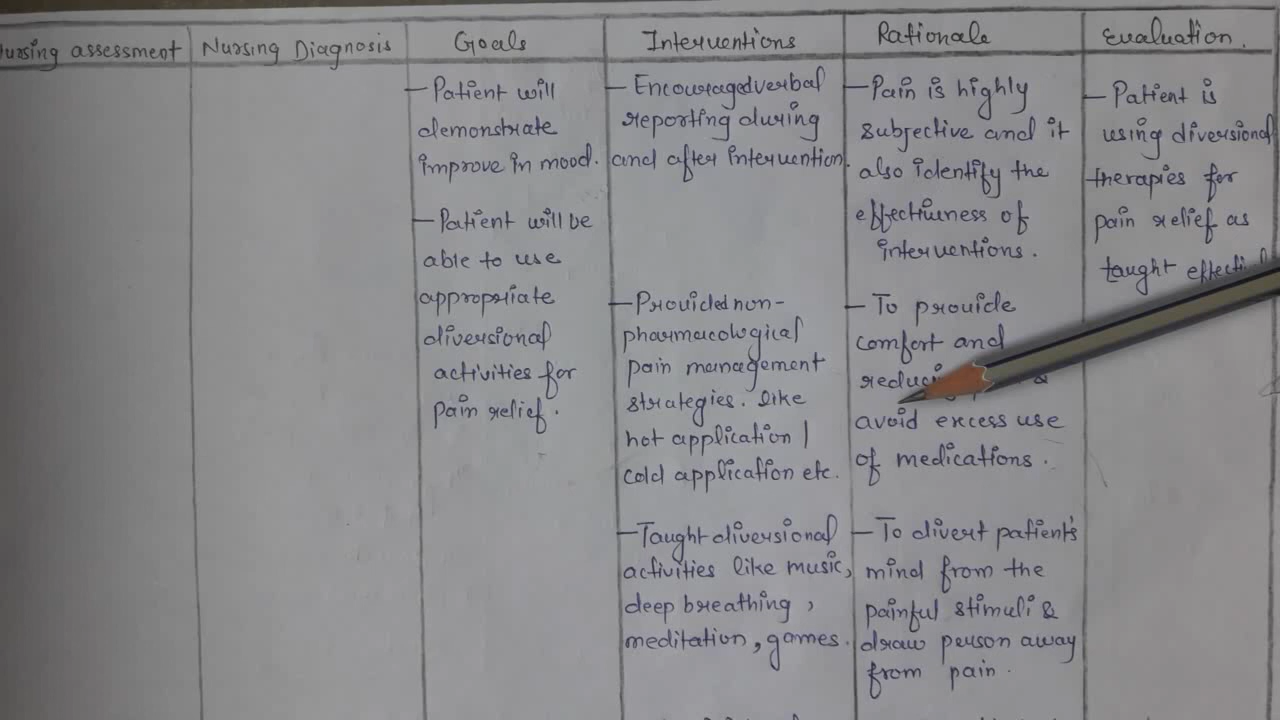 Nursing assessment
Nursing Diagnosis
Goals
Interventions
Rationale
Evaluation.
- Patient will
demonstrate
improve in mood.
- Patient will be
able to use
appropriate
diversional
activities for
pain relief.
- Encouraged verbal
reporting during
and after intervention.
- Provided non-
pharmacological
pain management
strategies. like
hot application /
cold application etc.
- Taught diversional
activities like music,
deep breathing,
meditation, games.
- Pain is highly
subjective and it
also identify the
effectiveness of
interventions.
- To provide
comfort and
&
avoid excess use
of medications.
- To divert patient's
mind from the
painful stimuli &
draw person away
from pain.
- Patient is
using diversional
therapies for
pain relief as
taught